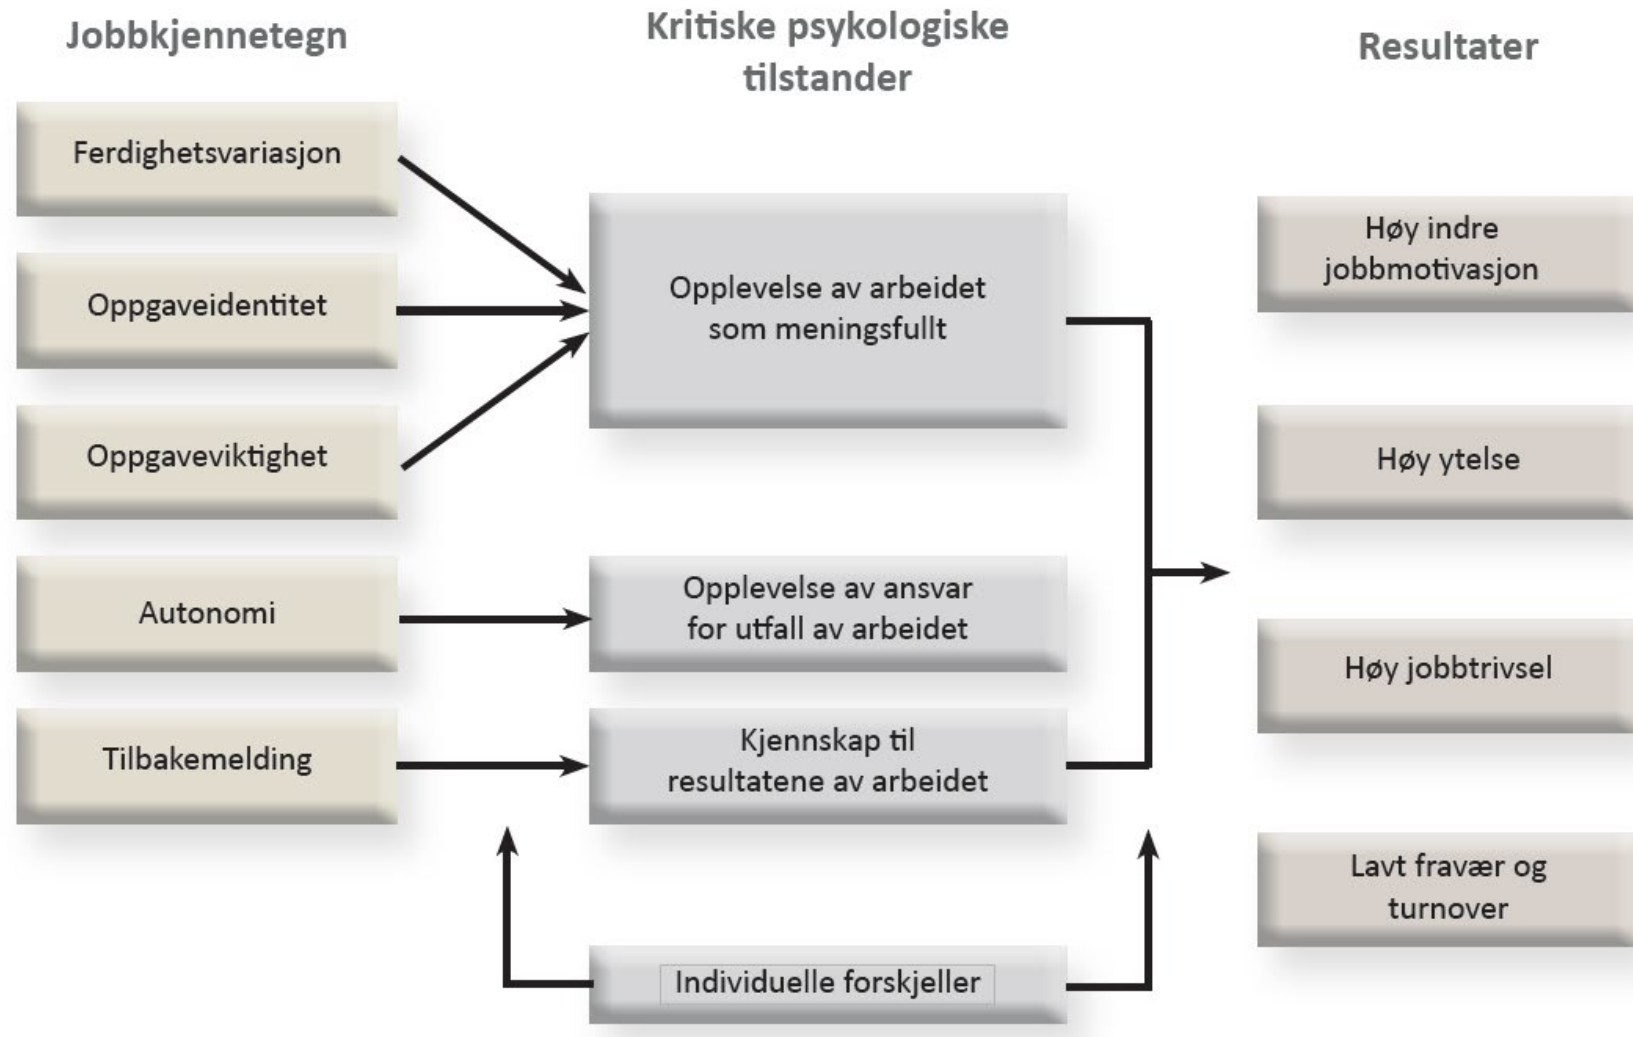 Jobbkjennetegn
Ferdighetsvariasjon
Oppgaveidentitet
Oppgaveviktighet
Autonomi
Tilbakemelding
Kritiske psykologiske
tilstander
Opplevelse av arbeidet
som meningsfullt
Opplevelse av ansvar
for utfall av arbeidet
Kjennskap til
resultatene av arbeidet
Individuelle forskjeller
Resultater
Høy indre
jobbmotivasjon
Høy ytelse
Høy jobbtrivsel
Lavt fravær og
turnover